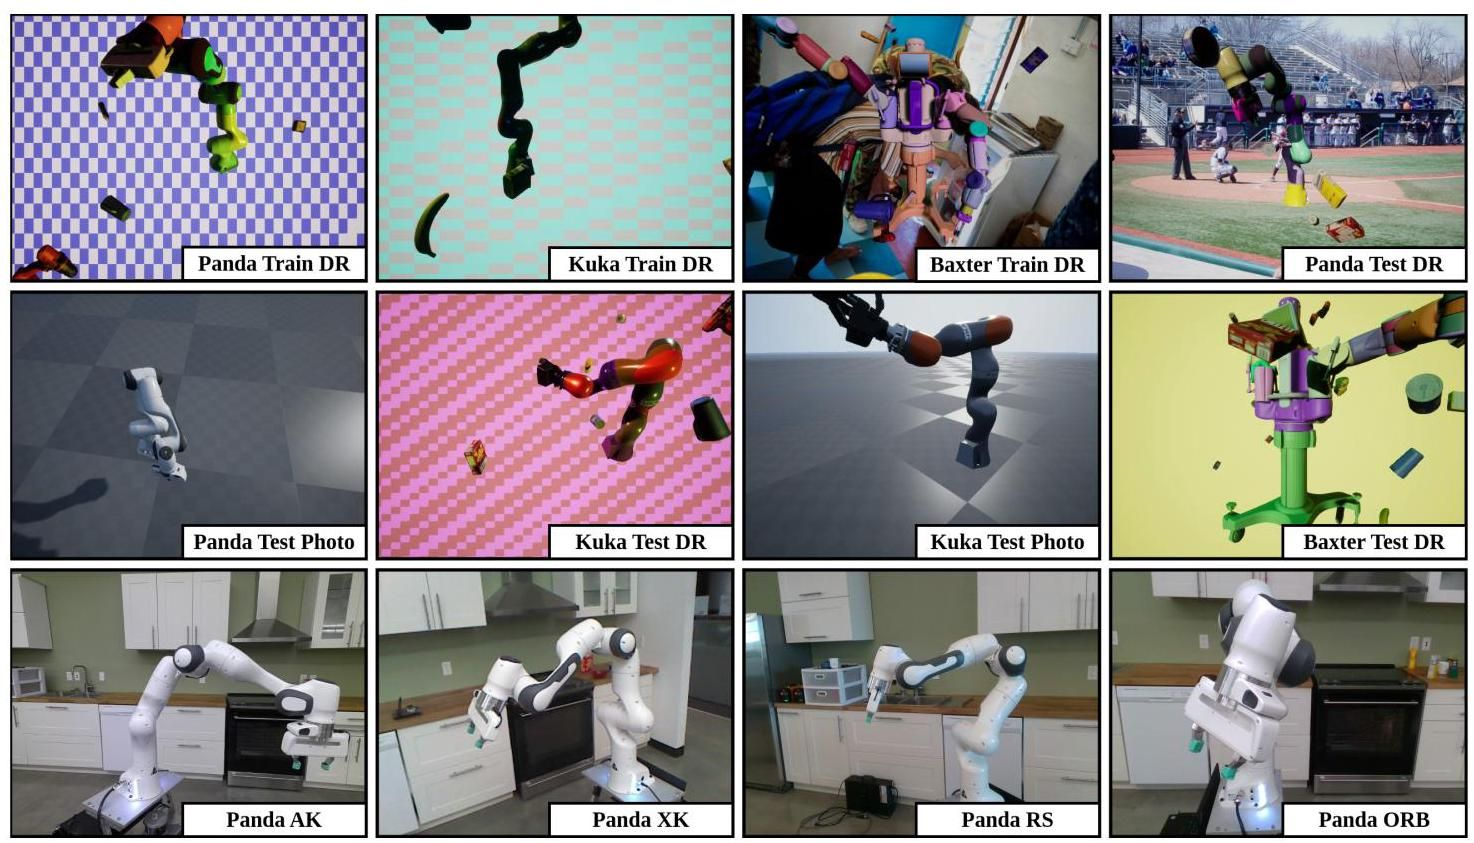 Panda Train DR
Kuka Train DR
Baxter Train DR
Panda Test DR
Panda Test Photo
Kuka Test DR
Kuka Test Photo
Baxter Test DR
Panda AK
Panda XK
Panda RS
Panda ORB